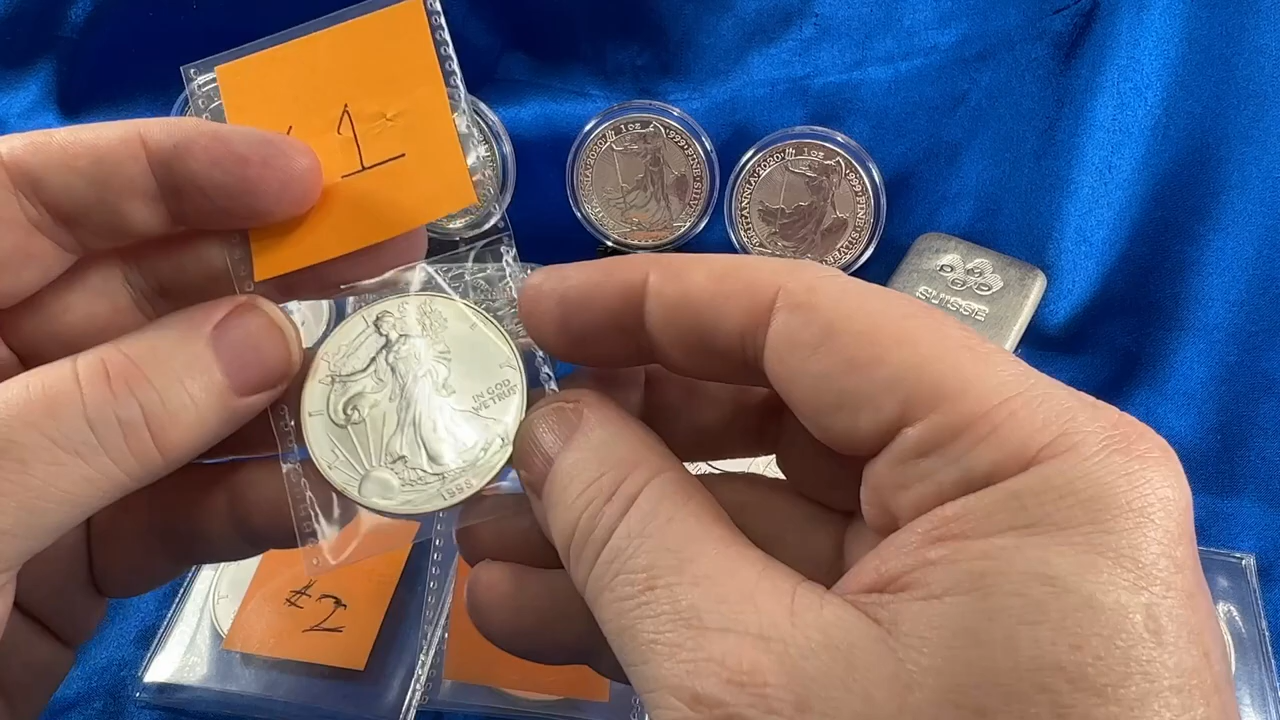 1
BRITANNIA · 2020 · 1 oz · 999 · FINE · SILVER
BRITANNIA · 2020 · 1 oz · 999 · FINE · SILVER
SUISSE
IN GOD
WE TRUST
#2